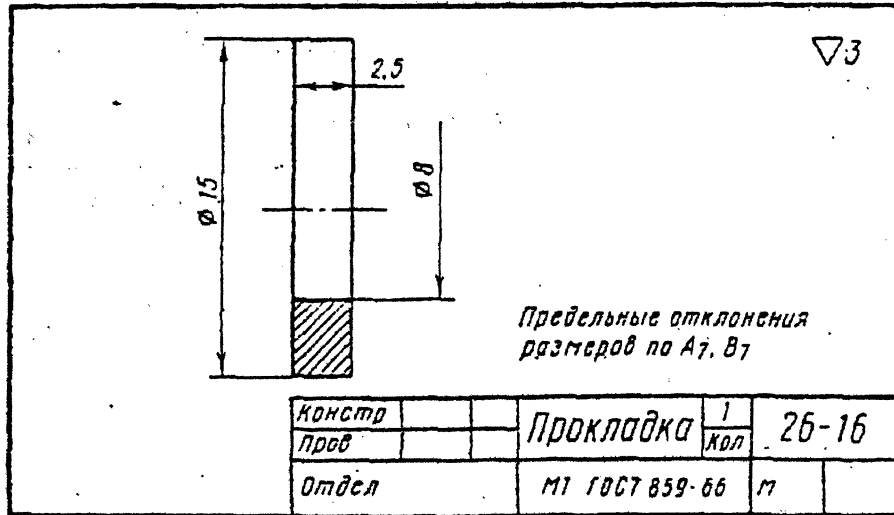 ▽3
2,5
Ø 15
Ø 8
Предельные отклонения
размеров по А7, В7
Констр
Пров
Прокладка
1
Кол
26-16
Отдел
М1 ГОСТ 859-66
М